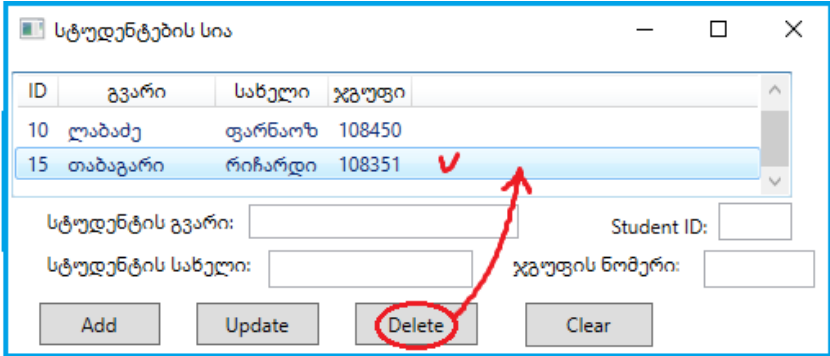 სტუდენტების სია
ID გვარი სახელი ჯგუფი
10 ლაბაძე ფარნაოზ 108450
15 თაბაგარი რიჩარდი 108351
სტუდენტის გვარი: Student ID:
სტუდენტის სახელი: ჯგუფის ნომერი:
Add Update Delete Clear